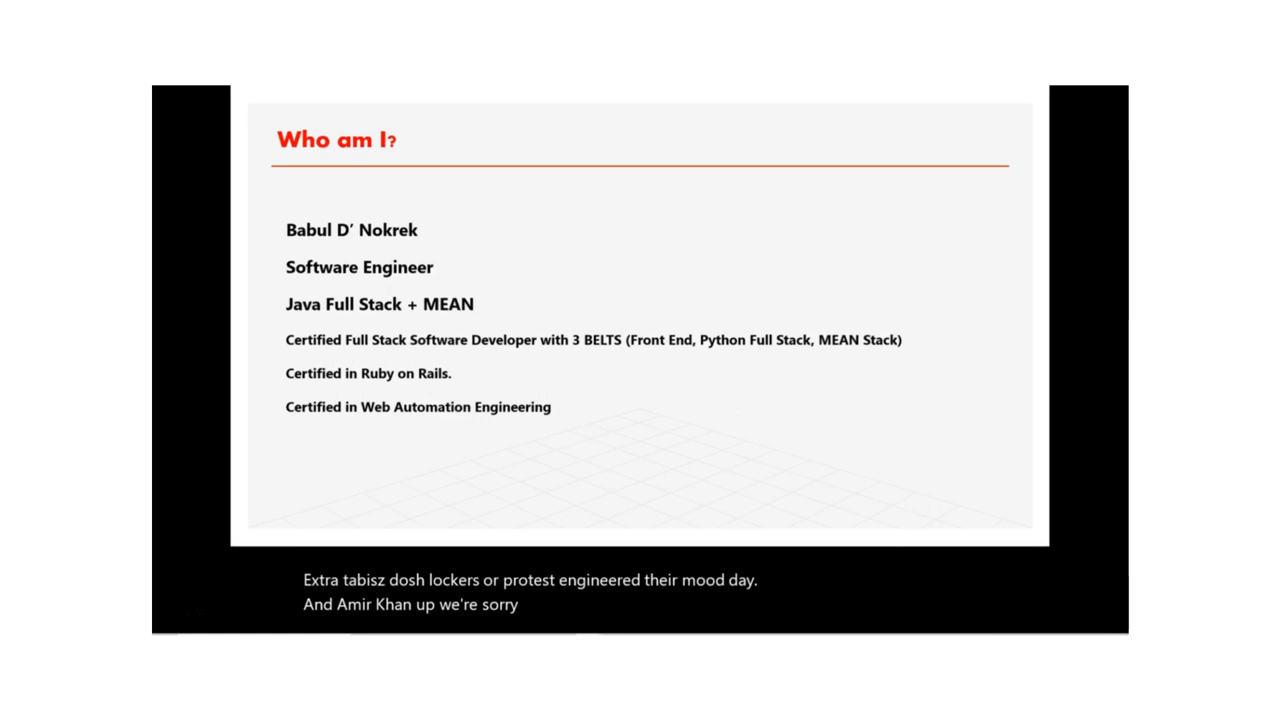 Who am I?
Babul D’ Nokrek
Software Engineer
Java Full Stack + MEAN
Certified Full Stack Software Developer with 3 BELTS (Front End, Python Full Stack, MEAN Stack)
Certified in Ruby on Rails.
Certified in Web Automation Engineering
Extra tabisz dosh lockers or protest engineered their mood day.
And Amir Khan up we're sorry